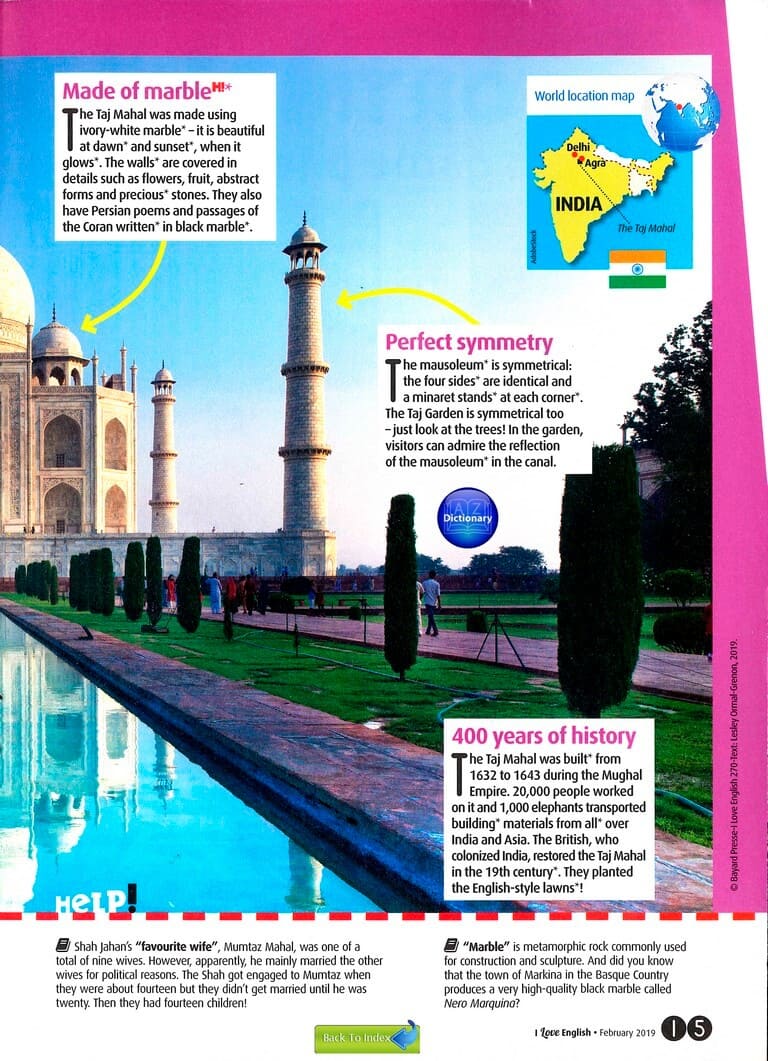 Made of marbleHi!*
The Taj Mahal was made using
ivory-white marble* – it is beautiful
at dawn* and sunset*, when it
glows*. The walls* are covered in
details such as flowers, fruit, abstract
forms and precious* stones. They also
have Persian poems and passages of
the Coran written* in black marble*.
World location map
Delhi
Agra
INDIA
The Taj Mahal
AdobeStock
Perfect symmetry
The mausoleum* is symmetrical:
the four sides* are identical and
a minaret stands* at each corner*.
The Taj Garden is symmetrical too
– just look at the trees! In the garden,
visitors can admire the reflection
of the mausoleum* in the canal.
A Z
Dictionary
400 years of history
The Taj Mahal was built* from
1632 to 1643 during the Mughal
Empire. 20,000 people worked
on it and 1,000 elephants transported
building* materials from all* over
India and Asia. The British, who
colonized India, restored the Taj Mahal
in the 19th century*. They planted
the English-style lawns*!
© Bayard Presse-I Love English 270-Text: Lesley Ormal-Grenon, 2019.
HELP!
Shah Jahan's "favourite wife", Mumtaz Mahal, was one of a
total of nine wives. However, apparently, he mainly married the other
wives for political reasons. The Shah got engaged to Mumtaz when
they were about fourteen but they didn't get married until he was
twenty. Then they had fourteen children!
"Marble" is metamorphic rock commonly used
for construction and sculpture. And did you know
that the town of Markina in the Basque Country
produces a very high-quality black marble called
Nero Marquina?
Back To Index
I Love English • February 2019 15